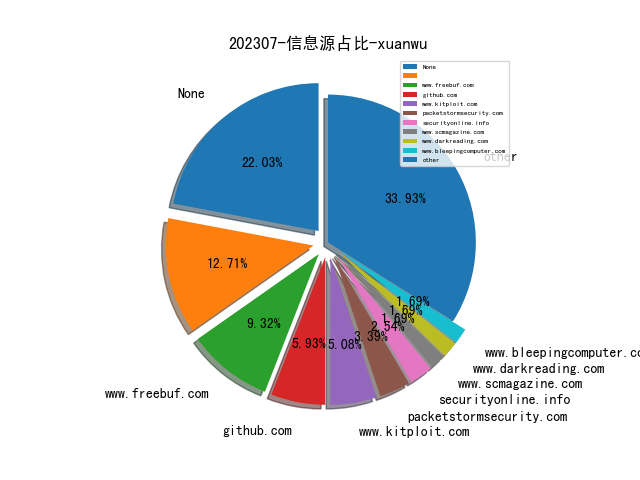 202307-信息源占比-xuanwu
None
www.freebuf.com
github.com
www.kitploit.com
packetstormsecurity.com
securityonline.info
www.scmagazine.com
www.darkreading.com
www.bleepingcomputer.com
other
None
other
22.03%
33.93%
12.71%
9.32%
5.93%
5.08%
3.39%
2.54%
1.69%
1.69%
1.69%
www.bleepingcomputer.co
www.darkreading.com
www.scmagazine.com
www.freebuf.com
securityonline.info
packetstormsecurity.com
github.com
www.kitploit.com